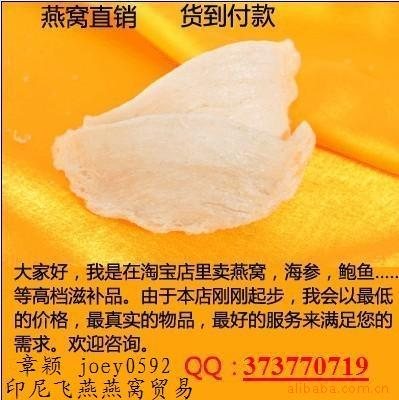 燕窝直销 货到付款
大家好，我是在淘宝店里卖燕窝，海参，鲍鱼.....
等高档滋补品。由于本店刚刚起步，我会以最低
的价格，最真实的物品，最好的服务来满足您的
需求。欢迎咨询。
章颖 joey0592 QQ：373770719
印尼飞燕燕窝贸易
alibaba.com.cn